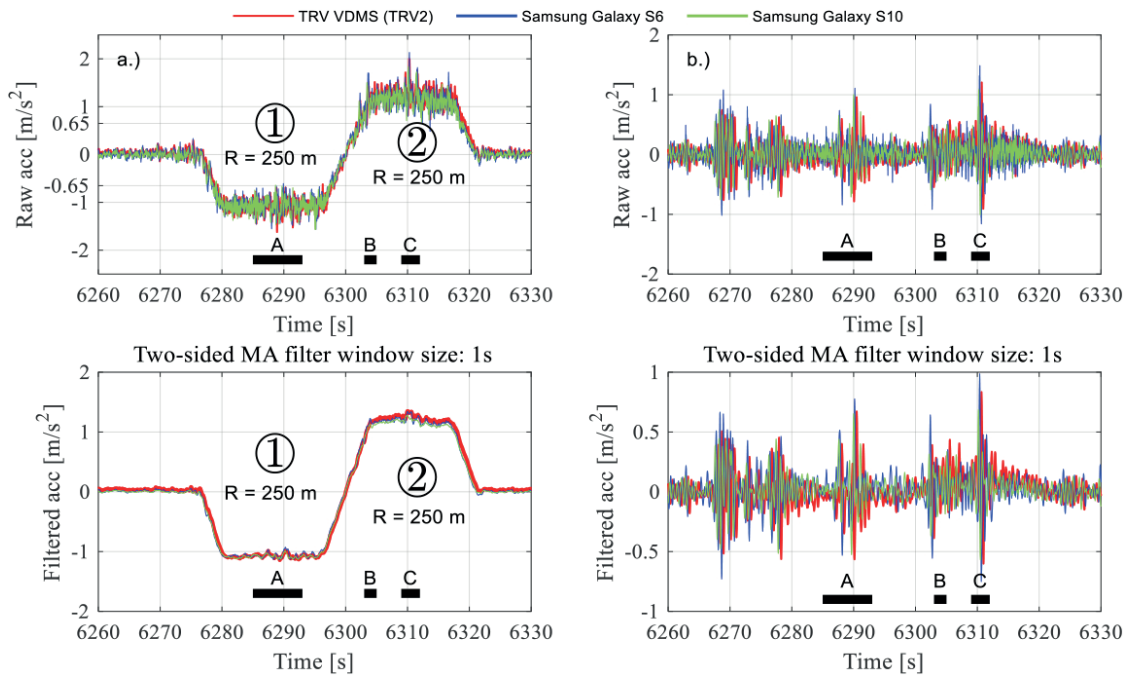 TRV VDMS (TRV2) Samsung Galaxy S6 Samsung Galaxy S10
a.)
Raw acc [m/s²]
2
1
0.65
0
-0.65
-1
-2
① R = 250 m
② R = 250 m
A B C
6260 6270 6280 6290 6300 6310 6320 6330
Time [s]
b.)
Raw acc [m/s²]
2
1
0
-1
-2
A B C
6260 6270 6280 6290 6300 6310 6320 6330
Time [s]
Two-sided MA filter window size: 1s
Filtered acc [m/s²]
2
1
0
-1
-2
① R = 250 m
② R = 250 m
A B C
6260 6270 6280 6290 6300 6310 6320 6330
Time [s]
Two-sided MA filter window size: 1s
Filtered acc [m/s²]
1
0.5
0
-0.5
-1
A B C
6260 6270 6280 6290 6300 6310 6320 6330
Time [s]